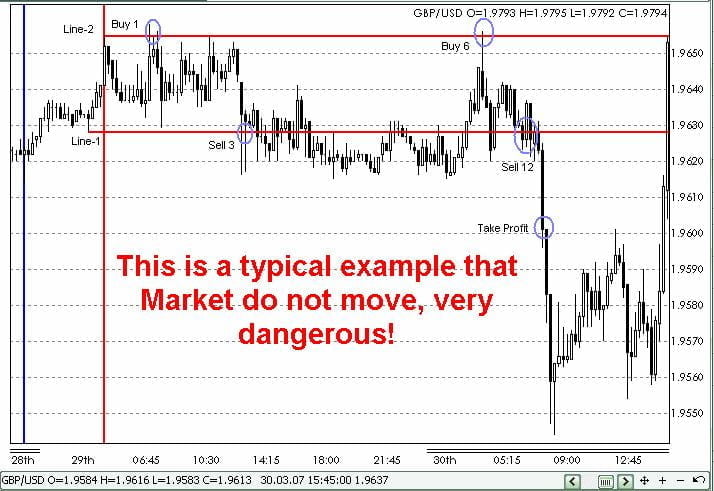 GBP/USD O=1.9793 H=1.9795 L=1.9792 C=1.9794
Line-2
Buy 1
Buy 6
1.9650
1.9640
1.9630
Line-1
Sell 3
1.9620
Sell 12
1.9610
Take Profit
1.9600
This is a typical example that
Market do not move, very
dangerous!
1.9590
1.9580
1.9570
1.9560
1.9550
28th 29th 06:45 10:30 14:15 18:00 21:45 30th 05:15 09:00 12:45
GBP/USD O=1.9584 H=1.9616 L=1.9583 C=1.9613 30.03.07 15:45:00 1.9637